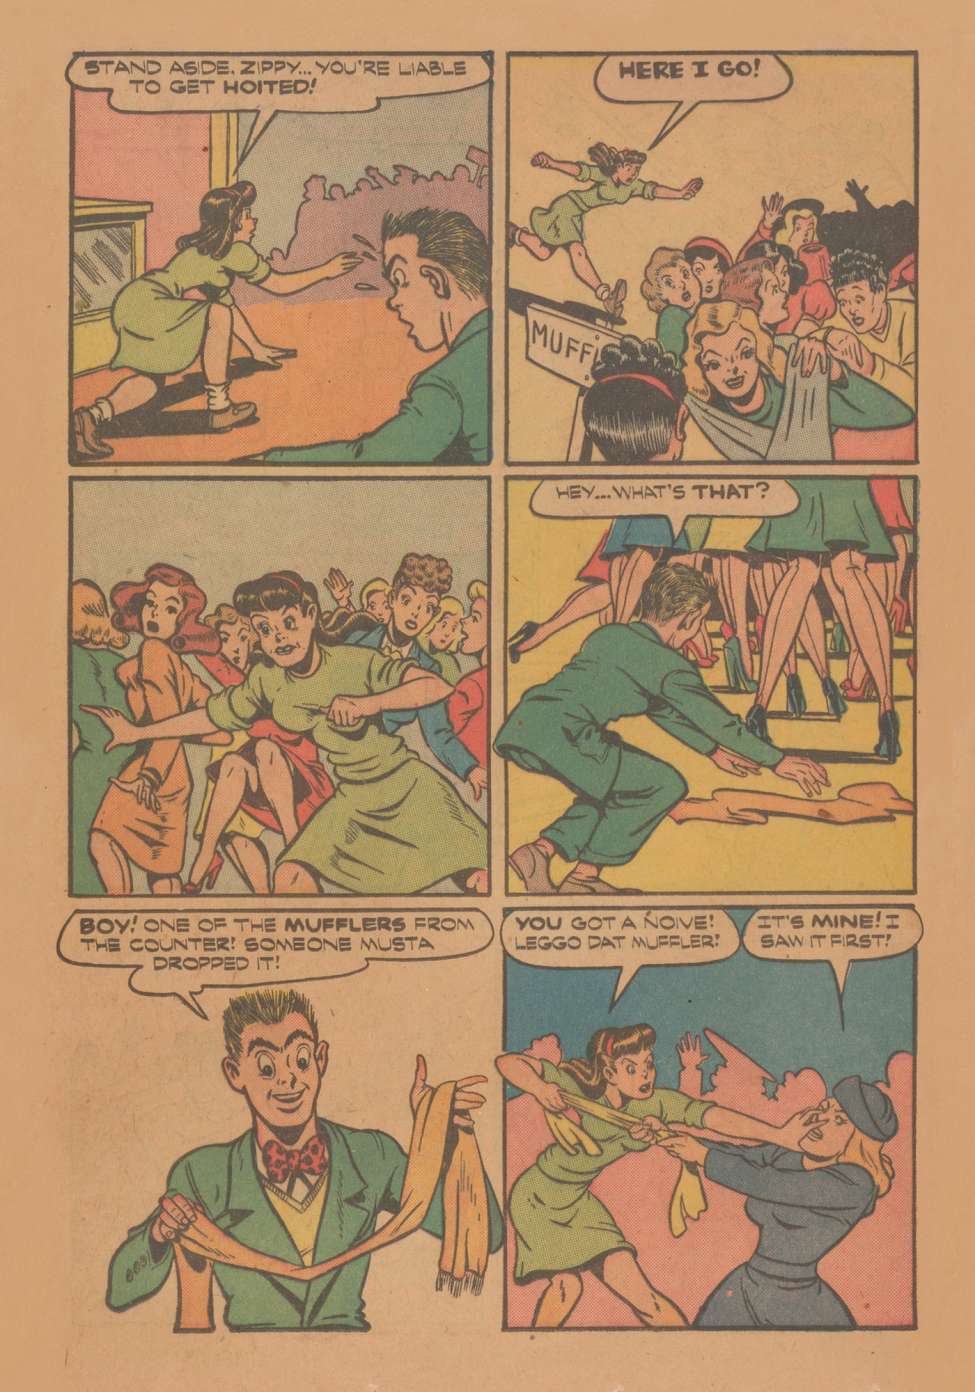 STAND ASIDE, ZIPPY... YOU'RE LIABLE
TO GET HOITED!
HERE I GO!
MUFF
HEY... WHAT'S THAT?
BOY! ONE OF THE MUFFLERS FROM
THE COUNTER! SOMEONE MUSTA
DROPPED IT!
YOU GOT A NOIVE!
LEGGO DAT MUFFLER!
IT'S MINE! I
SAW IT FIRST!